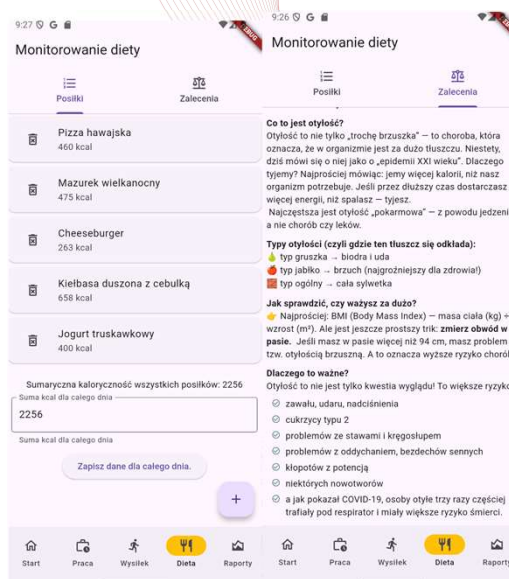 9:27 G
DEBUG
Monitorowanie diety
Posiłki
Zalecenia
Pizza hawajska
460 kcal
Mazurek wielkanocny
475 kcal
Cheeseburger
263 kcal
Kiełbasa duszona z cebulką
658 kcal
Jogurt truskawkowy
400 kcal
Sumaryczna kaloryczność wszystkich posiłków: 2256
Suma kcal dla całego dnia
2256
Suma kcal dla całego dnia
Zapisz dane dla całego dnia.
+
Start
Praca
Wysiłek
Dieta
Raporty
9:26 G
Monitorowanie diety
Posiłki
Zalecenia
Co to jest otyłość?
Otyłość to nie tylko „trochę brzuszka” — to choroba, która
oznacza, że w organizmie jest za dużo tłuszczu. Niestety,
dziś mówi się o niej jako o „epidemii XXI wieku”. Dlaczego
tyjemy? Najprościej mówiąc: jemy więcej kalorii, niż nasz
organizm potrzebuje. Jeśli przez dłuższy czas dostarczasz
więcej energii, niż spalasz — tyjesz.
Najczęstsza jest otyłość „pokarmowa” — z powodu jedzeni
a nie chorób czy leków.
Typy otyłości (czyli gdzie ten tłuszcz się odkłada):
🍐 typ gruszka → biodra i uda
🍎 typ jabłko → brzuch (najgroźniejszy dla zdrowia!)
🧱 typ ogólny → cała sylwetka
Jak sprawdzić, czy ważysz za dużo?
👉 Najprościej: BMI (Body Mass Index) — masa ciała (kg) ÷
wzrost (m²). Ale jest jeszcze prostszy trik: zmierz obwód w
pasie. Jeśli masz w pasie więcej niż 94 cm, masz problem
tzw. otyłością brzuszną. A to oznacza wyższe ryzyko chorób
Dlaczego to ważne?
Otyłość to nie jest tylko kwestia wyglądu! To większe ryzyko
zawału, udaru, nadciśnienia
cukrzycy typu 2
problemów ze stawami i kręgosłupem
problemów z oddychaniem, bezdechów sennych
kłopotów z potencją
niektórych nowotworów
a jak pokazał COVID-19, osoby otyłe trzy razy częściej
trafiały pod respirator i miały większe ryzyko śmierci.
Start
Praca
Wysiłek
Dieta
Raporty